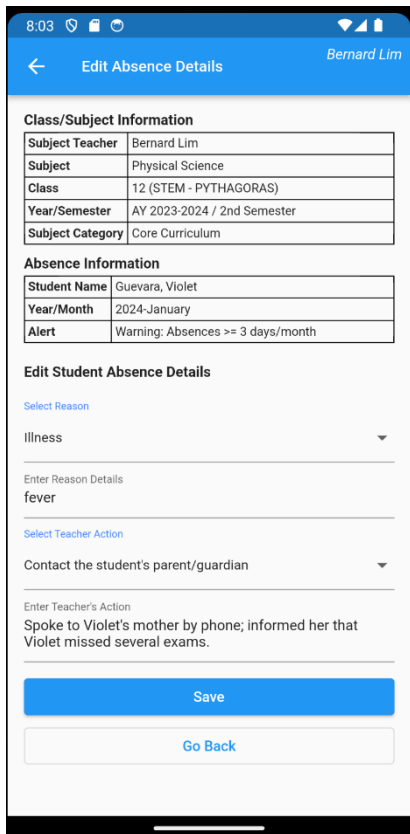 8:03
Bernard Lim
Edit Absence Details
Class/Subject Information
Subject Teacher Bernard Lim
Subject Physical Science
Class 12 (STEM - PYTHAGORAS)
Year/Semester AY 2023-2024 / 2nd Semester
Subject Category Core Curriculum
Absence Information
Student Name Guevara, Violet
Year/Month 2024-January
Alert Warning: Absences >= 3 days/month
Edit Student Absence Details
Select Reason
Illness
Enter Reason Details
fever
Select Teacher Action
Contact the student's parent/guardian
Enter Teacher's Action
Spoke to Violet's mother by phone; informed her that
Violet missed several exams.
Save
Go Back